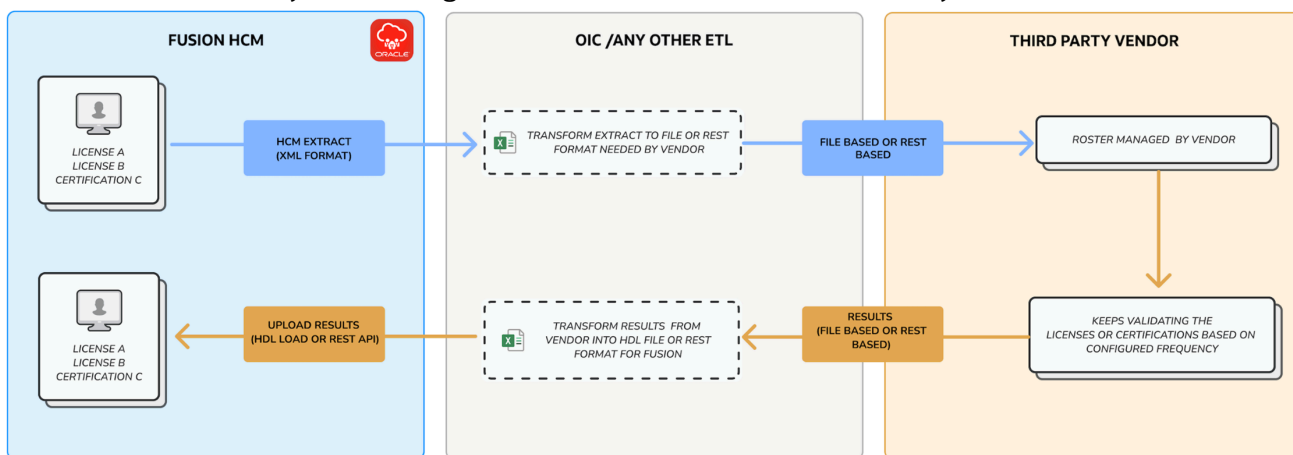 FUSION HCM
ORACLE
LICENSE A
LICENSE B
CERTIFICATION C
HCM EXTRACT
(XML FORMAT)
OIC /ANY OTHER ETL
TRANSFORM EXTRACT TO FILE OR REST
FORMAT NEEDED BY VENDOR
FILE BASED OR REST
BASED
THIRD PARTY VENDOR
ROSTER MANAGED BY VENDOR
KEEPS VALIDATING THE
LICENSES OR CERTIFICATIONS BASED ON
CONFIGURED FREQUENCY
RESULTS
(FILE BASED OR REST
BASED)
TRANSFORM RESULTS FROM
VENDOR INTO HDL FILE OR REST
FORMAT FOR FUSION
UPLOAD RESULTS
(HDL LOAD OR REST API)
LICENSE A
LICENSE B
CERTIFICATION C